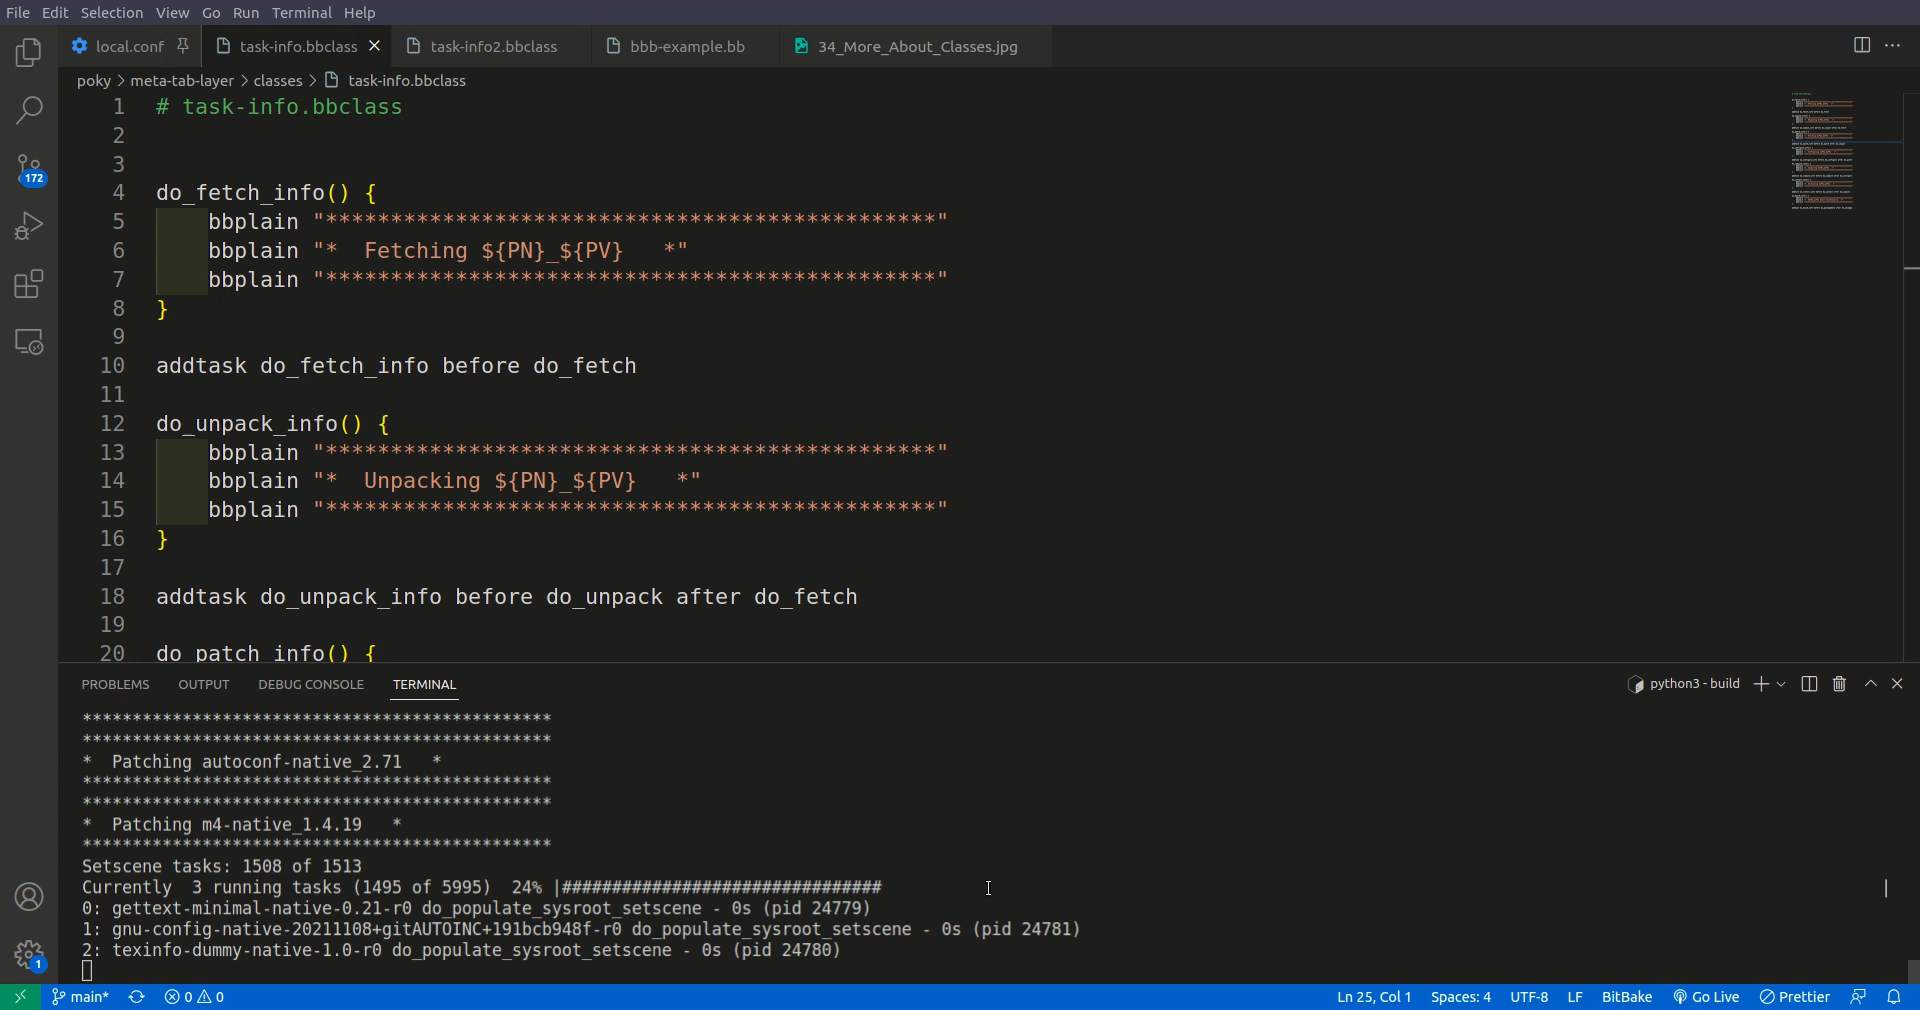 File Edit Selection View Go Run Terminal Help
local.conf task-info.bbclass task-info2.bbclass bbb-example.bb 34_More_About_Classes.jpg
poky > meta-tab-layer > classes > task-info.bbclass
1 # task-info.bbclass
2
3
4 do_fetch_info() {
5 bbplain "***********************************************"
6 bbplain "*  Fetching ${PN}_${PV}   *"
7 bbplain "***********************************************"
8 }
9
10 addtask do_fetch_info before do_fetch
11
12 do_unpack_info() {
13 bbplain "***********************************************"
14 bbplain "*  Unpacking ${PN}_${PV}   *"
15 bbplain "***********************************************"
16 }
17
18 addtask do_unpack_info before do_unpack after do_fetch
19
20 do_patch_info() {
172
PROBLEMS OUTPUT DEBUG CONSOLE TERMINAL python3 - build
***********************************************
***********************************************
*  Patching autoconf-native_2.71   *
***********************************************
***********************************************
*  Patching m4-native_1.4.19   *
***********************************************
Setscene tasks: 1508 of 1513
Currently  3 running tasks (1495 of 5995)  24% |################################ |
0: gettext-minimal-native-0.21-r0 do_populate_sysroot_setscene - 0s (pid 24779)
1: gnu-config-native-20211108+gitAUTOINC+191bcb948f-r0 do_populate_sysroot_setscene - 0s (pid 24781)
2: texinfo-dummy-native-1.0-r0 do_populate_sysroot_setscene - 0s (pid 24780)
1
main* 0 0 Ln 25, Col 1 Spaces: 4 UTF-8 LF BitBake Go Live Prettier